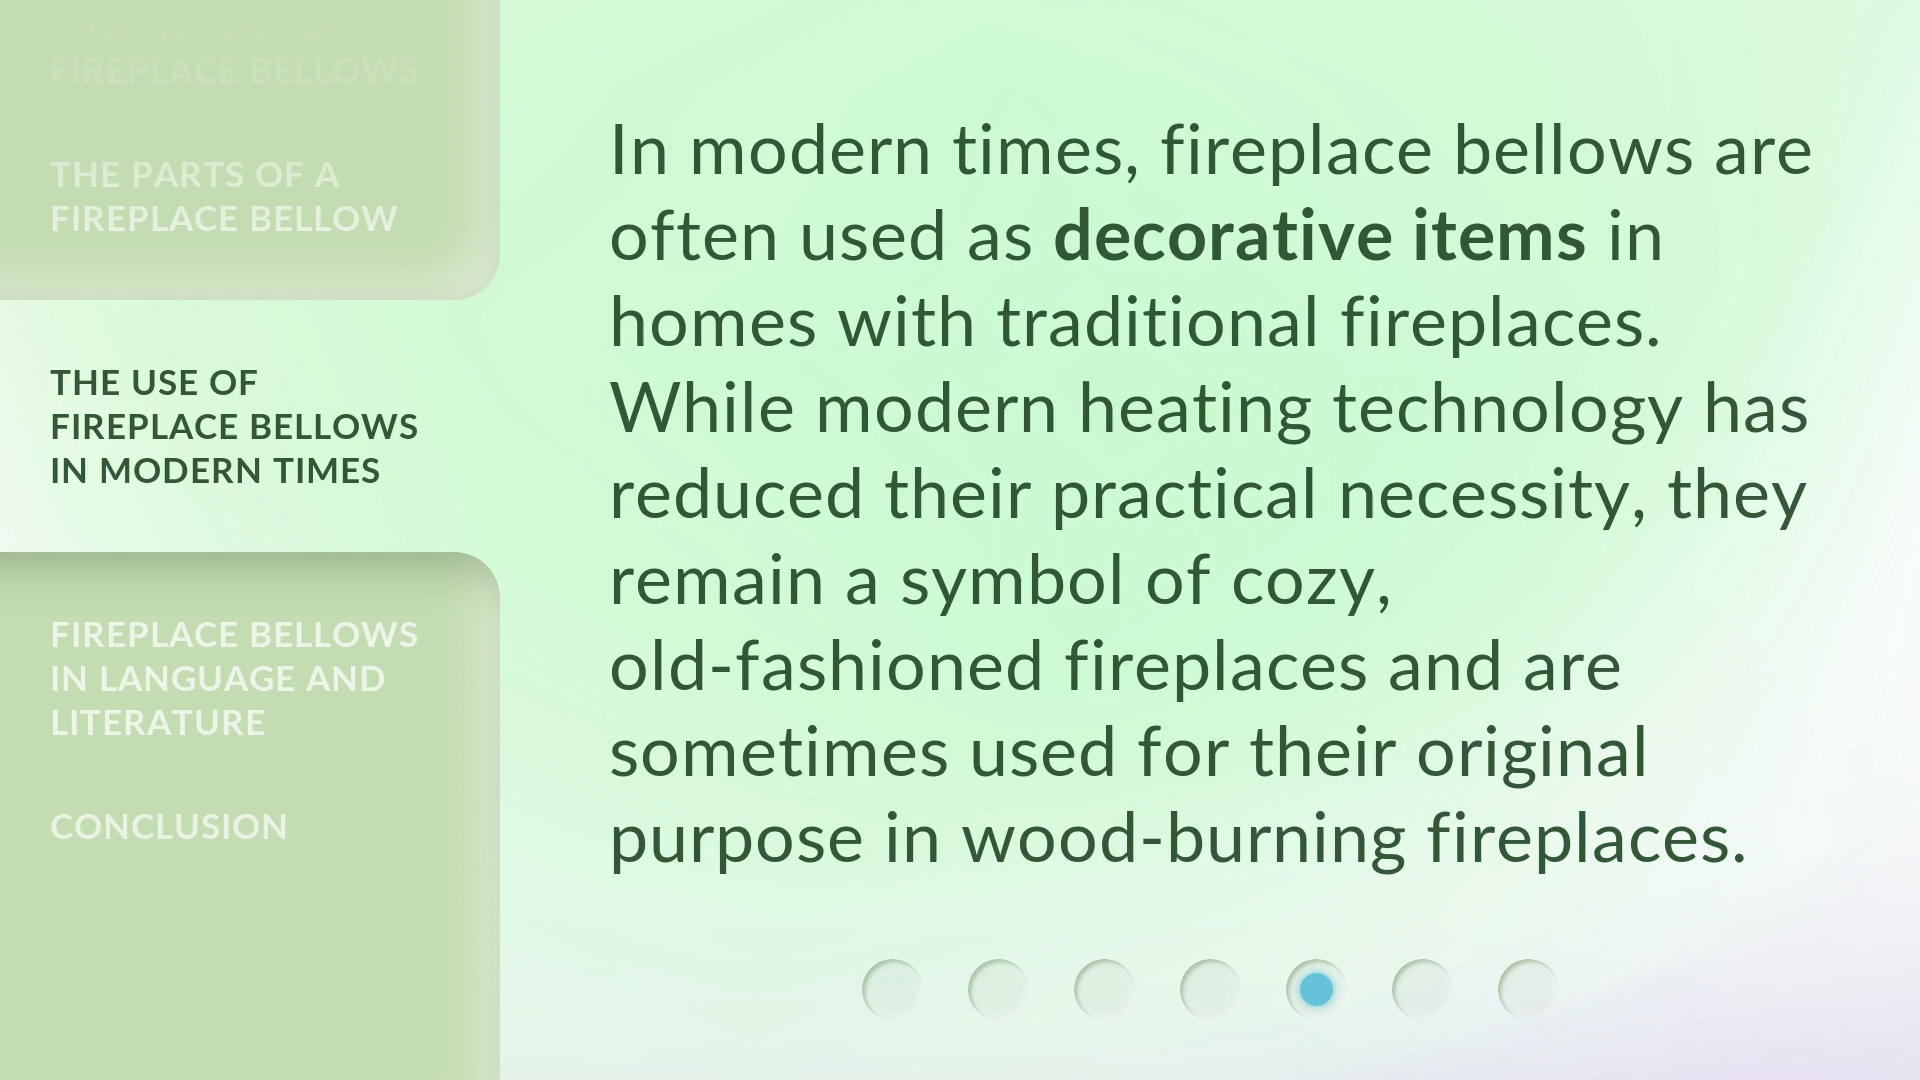 THE HISTORY OF
FIREPLACE BELLOWS
THE PARTS OF A
FIREPLACE BELLOW
THE USE OF
FIREPLACE BELLOWS
IN MODERN TIMES
FIREPLACE BELLOWS
IN LANGUAGE AND
LITERATURE
CONCLUSION
In modern times, fireplace bellows are
often used as decorative items in
homes with traditional fireplaces.
While modern heating technology has
reduced their practical necessity, they
remain a symbol of cozy,
old-fashioned fireplaces and are
sometimes used for their original
purpose in wood-burning fireplaces.